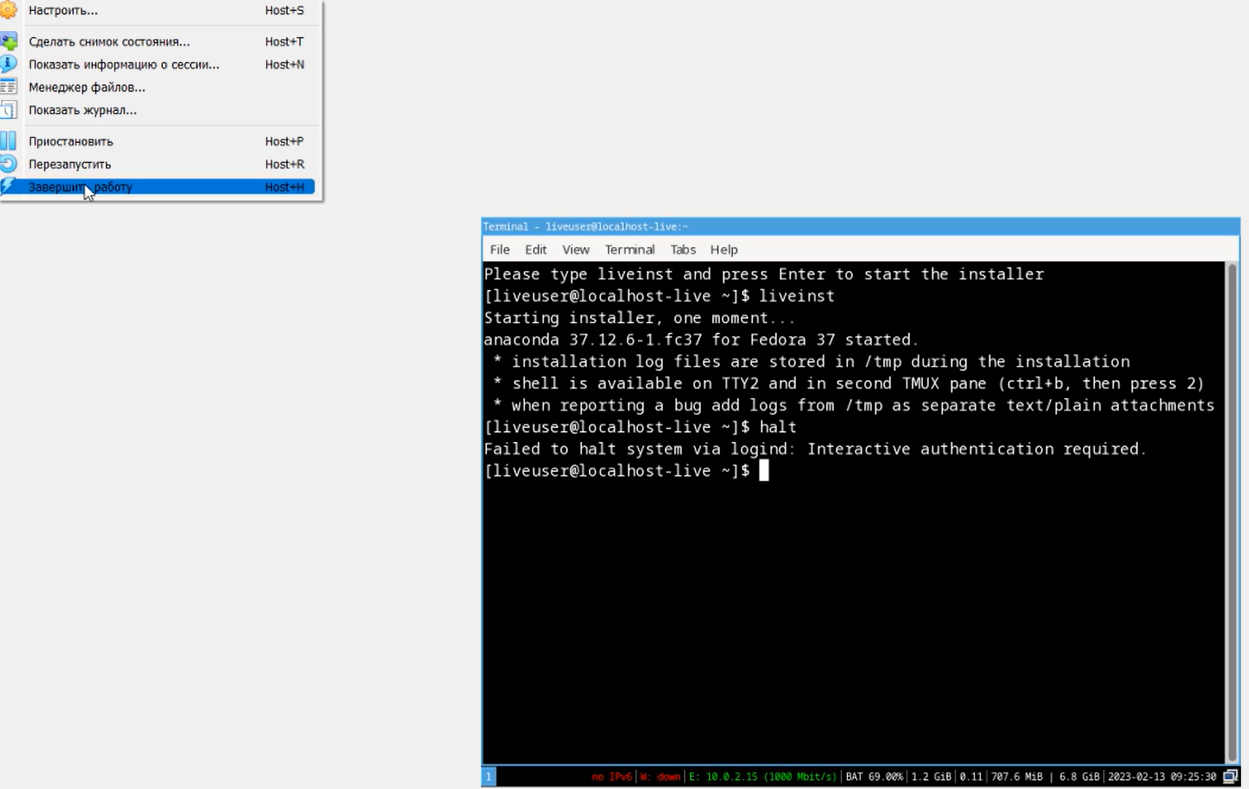 Настроить... Host+S
Сделать снимок состояния... Host+T
Показать информацию о сессии... Host+N
Менеджер файлов...
Показать журнал...
Приостановить Host+P
Перезапустить Host+R
Завершить работу Host+H
Terminal - liveuser@localhost-live:~
File Edit View Terminal Tabs Help
Please type liveinst and press Enter to start the installer
[liveuser@localhost-live ~]$ liveinst
Starting installer, one moment...
anaconda 37.12.6-1.fc37 for Fedora 37 started.
* installation log files are stored in /tmp during the installation
* shell is available on TTY2 and in second TMUX pane (ctrl+b, then press 2)
* when reporting a bug add logs from /tmp as separate text/plain attachments
[liveuser@localhost-live ~]$ halt
Failed to halt system via logind: Interactive authentication required.
[liveuser@localhost-live ~]$
1 no IPv6|W: down|E: 10.0.2.15 (1000 Mbit/s)|BAT 69.00%|1.2 GiB|0.11|707.6 MiB | 6.8 GiB|2023-02-13 09:25:30